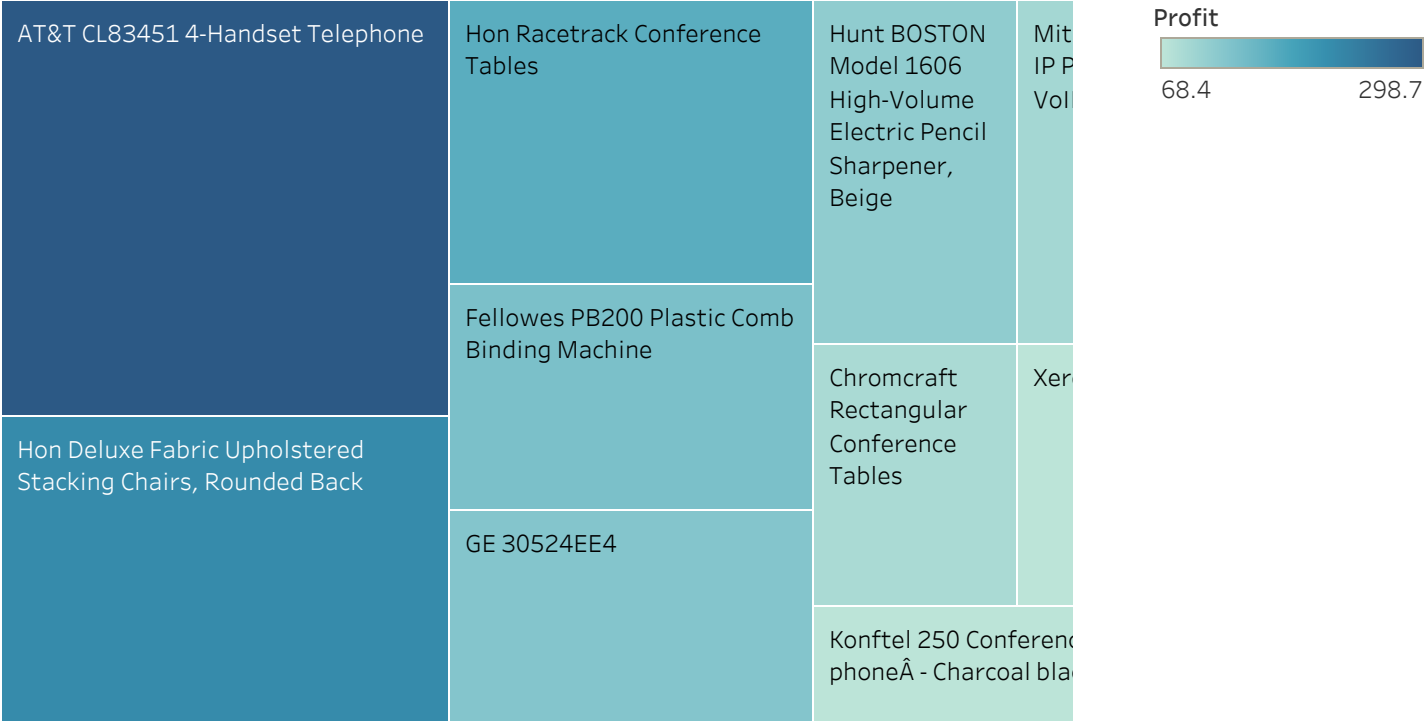 AT&T CL83451 4-Handset Telephone
Hon Deluxe Fabric Upholstered
Stacking Chairs, Rounded Back
Hon Racetrack Conference
Tables
Fellowes PB200 Plastic Comb
Binding Machine
GE 30524EE4
Hunt BOSTON
Model 1606
High-Volume
Electric Pencil
Sharpener,
Beige
Chromcraft
Rectangular
Conference
Tables
Konftel 250
phoneÂ - Charcoal
IP
Profit
68.4 298.7